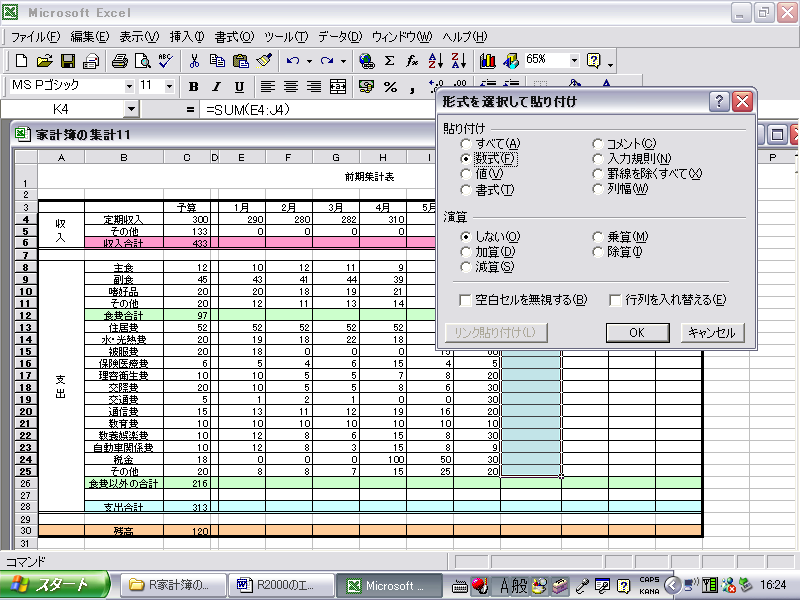 Microsoft Excel
ファイル(F) 編集(E) 表示(V) 挿入(I) 書式(O) ツール(T) データ(D) ウィンドウ(W) ヘルプ(H)
65%
MS Pゴシック 11 B I U
K4 = =SUM(E4:J4)
家計簿の集計11
A B C D E F G H I P
1 前期集計表
2
3 予算 1月 2月 3月 4月 5月
4 定期収入 300 290 280 282 310
5 その他 133 0 0 0 0
6 収入合計 433
収入
7
8 主食 12 10 12 11 9
9 副食 45 43 41 44 39
10 嗜好品 20 20 18 19 21
11 その他 20 12 11 13 14
12 食費合計 97
13 住居費 52 52 52 52 52
14 水・光熱費 20 19 18 22 18
15 被服費 20 18 0 0 0 15 60
16 保険医療費 6 5 4 6 15 4 5
17 理容衛生費 10 10 5 5 7 8 20
18 交際費 20 10 5 5 8 6 30
19 交通費 5 1 2 1 0 0 5
20 通信費 15 13 11 12 19 16 20
21 教育費 10 10 10 10 10 10 10
22 教養娯楽費 10 12 8 6 15 8 30
23 自動車関係費 10 12 8 3 15 8 9
24 税金 18 0 0 0 100 50 30
25 その他 20 8 8 7 15 25 20
26 食費以外の合計 216
27
28 支出合計 313
支出
29
30 残高 120
31
形式を選択して貼り付け
貼り付け
すべて(A) コメント(C)
数式(F) 入力規則(N)
値(V) 罫線を除くすべて(X)
書式(T) 列幅(W)
演算
しない(O) 乗算(M)
加算(D) 除算(I)
減算(S)
空白セルを無視する(B) 行列を入れ替える(E)
リンク貼り付け(L) OK キャンセル
コマンド
スタート R家計簿の... R2000のエ... Microsoft ... A 般 CAPS KANA 16:24